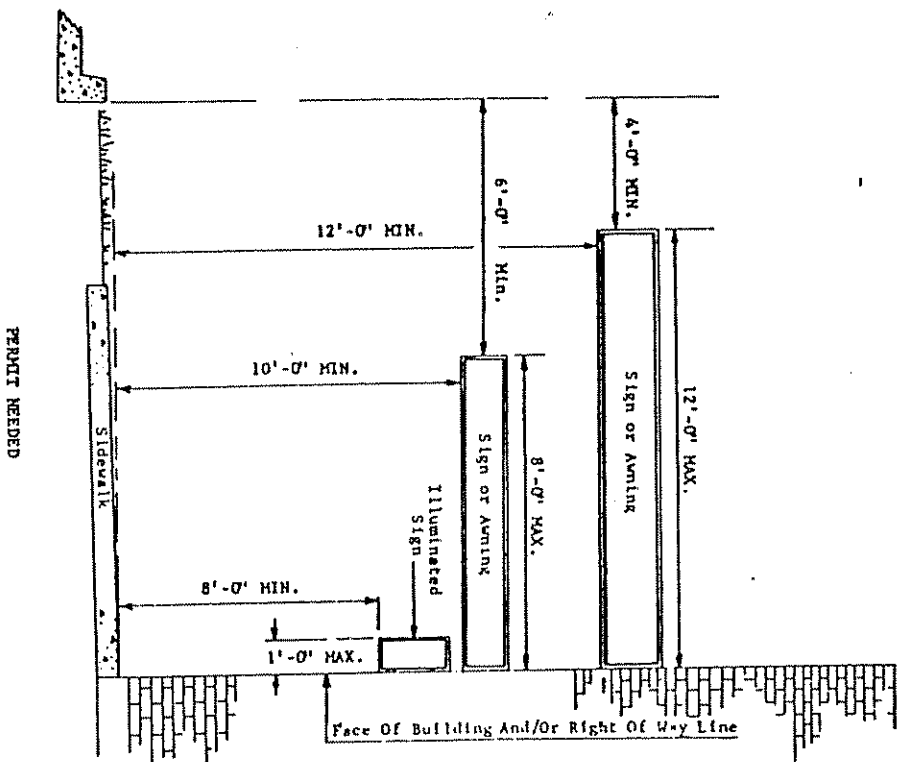 4'-0" MIN.
6'-0" Min.
12'-0" MIN.
10'-0" MIN.
Sign or Awning
12'-0" MAX.
Sign or Awning
8'-0" MAX.
PERMIT NEEDED
Sidewalk
Illuminated
Sign
8'-0" MIN.
1'-0" MAX.
Face Of Building And/Or Right Of Way Line